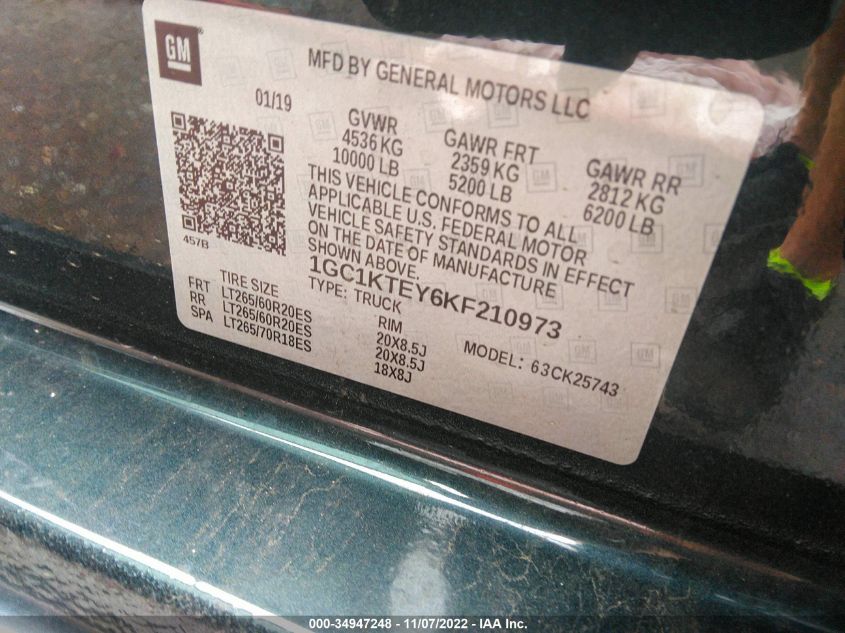 GM
MFD BY GENERAL MOTORS LLC
01/19
GVWR
4536 KG
10000 LB
GAWR FRT
2359 KG
5200 LB
GAWR RR
2812 KG
6200 LB
THIS VEHICLE CONFORMS TO ALL
APPLICABLE U.S. FEDERAL MOTOR
VEHICLE SAFETY STANDARDS IN EFFECT
ON THE DATE OF MANUFACTURE
SHOWN ABOVE.
457B
1GC1KTEY6KF210973
TYPE: TRUCK
TIRE SIZE
RIM
FRT LT265/60R20ES 20X8.5J
RR LT265/60R20ES 20X8.5J
SPA LT265/70R18ES 18X8J
MODEL: 63CK25743
000-34947248 - 11/07/2022 - IAA Inc.